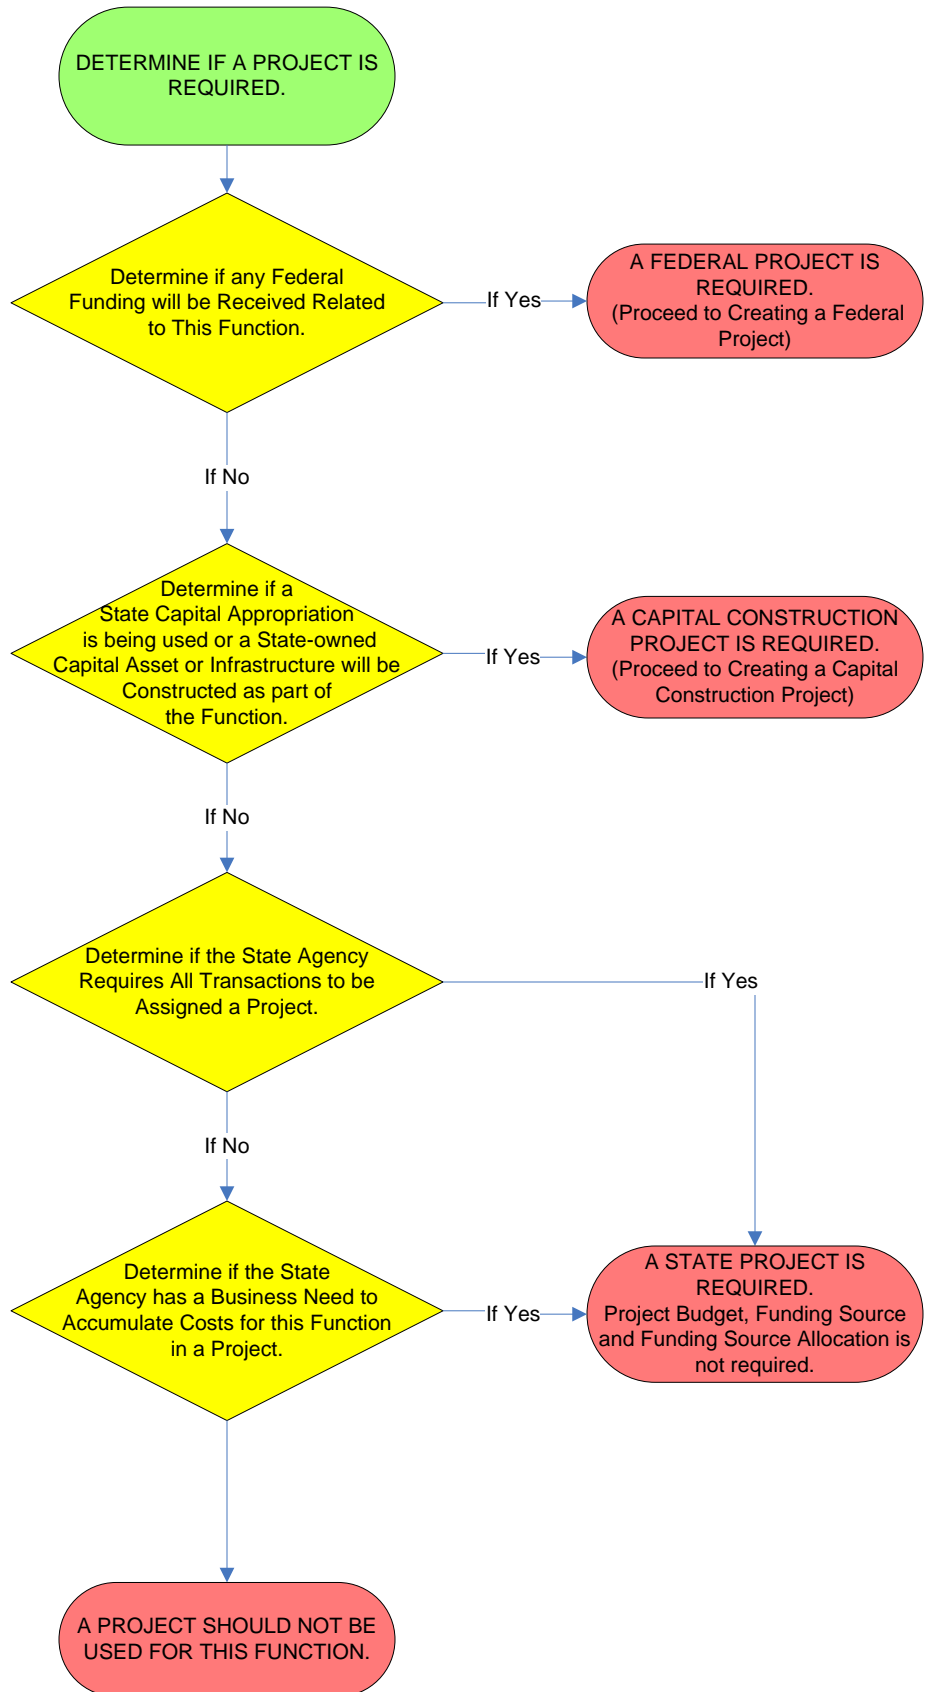 DETERMINE IF A PROJECT IS
REQUIRED.
Determine if any Federal
Funding will be Received Related
to This Function.
If Yes
A FEDERAL PROJECT IS
REQUIRED.
(Proceed to Creating a Federal
Project)
If No
Determine if a
State Capital Appropriation
is being used or a State-owned
Capital Asset or Infrastructure will be
Constructed as part of
the Function.
If Yes
A CAPITAL CONSTRUCTION
PROJECT IS REQUIRED.
(Proceed to Creating a Capital
Construction Project)
If No
Determine if the State Agency
Requires All Transactions to be
Assigned a Project.
If Yes
If No
Determine if the State
Agency has a Business Need to
Accumulate Costs for this Function
in a Project.
If Yes
A STATE PROJECT IS
REQUIRED.
Project Budget, Funding Source
and Funding Source Allocation is
not required.
A PROJECT SHOULD NOT BE
USED FOR THIS FUNCTION.